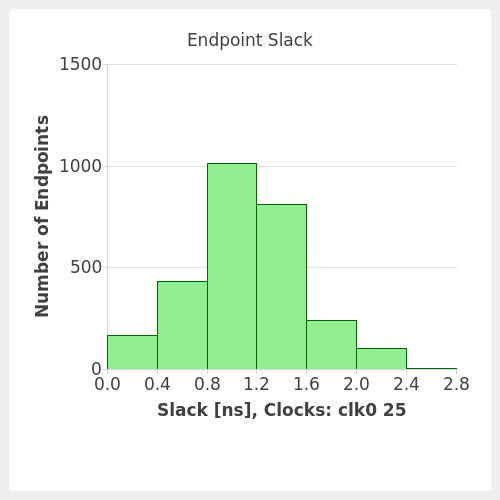 Endpoint Slack
1500
1000
500
0
Number of Endpoints
0.0 0.4 0.8 1.2 1.6 2.0 2.4 2.8
Slack [ns], Clocks: clk0 25